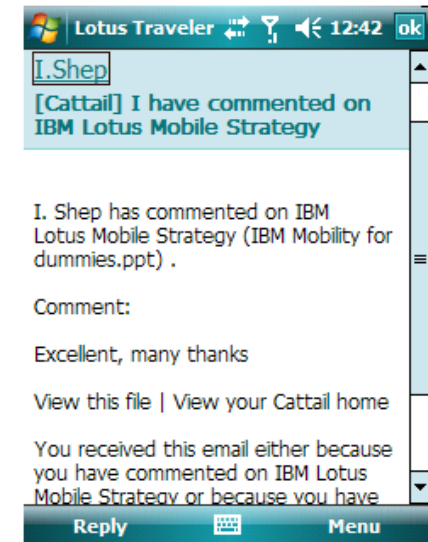 Lotus Traveler 12:42 ok
I.Shep
[Cattail] I have commented on
IBM Lotus Mobile Strategy
I. Shep has commented on IBM
Lotus Mobile Strategy (IBM Mobility for
dummies.ppt) .
Comment:
Excellent, many thanks
View this file | View your Cattail home
You received this email either because
you have commented on IBM Lotus
Mobile Strategy or because you have
Reply Menu